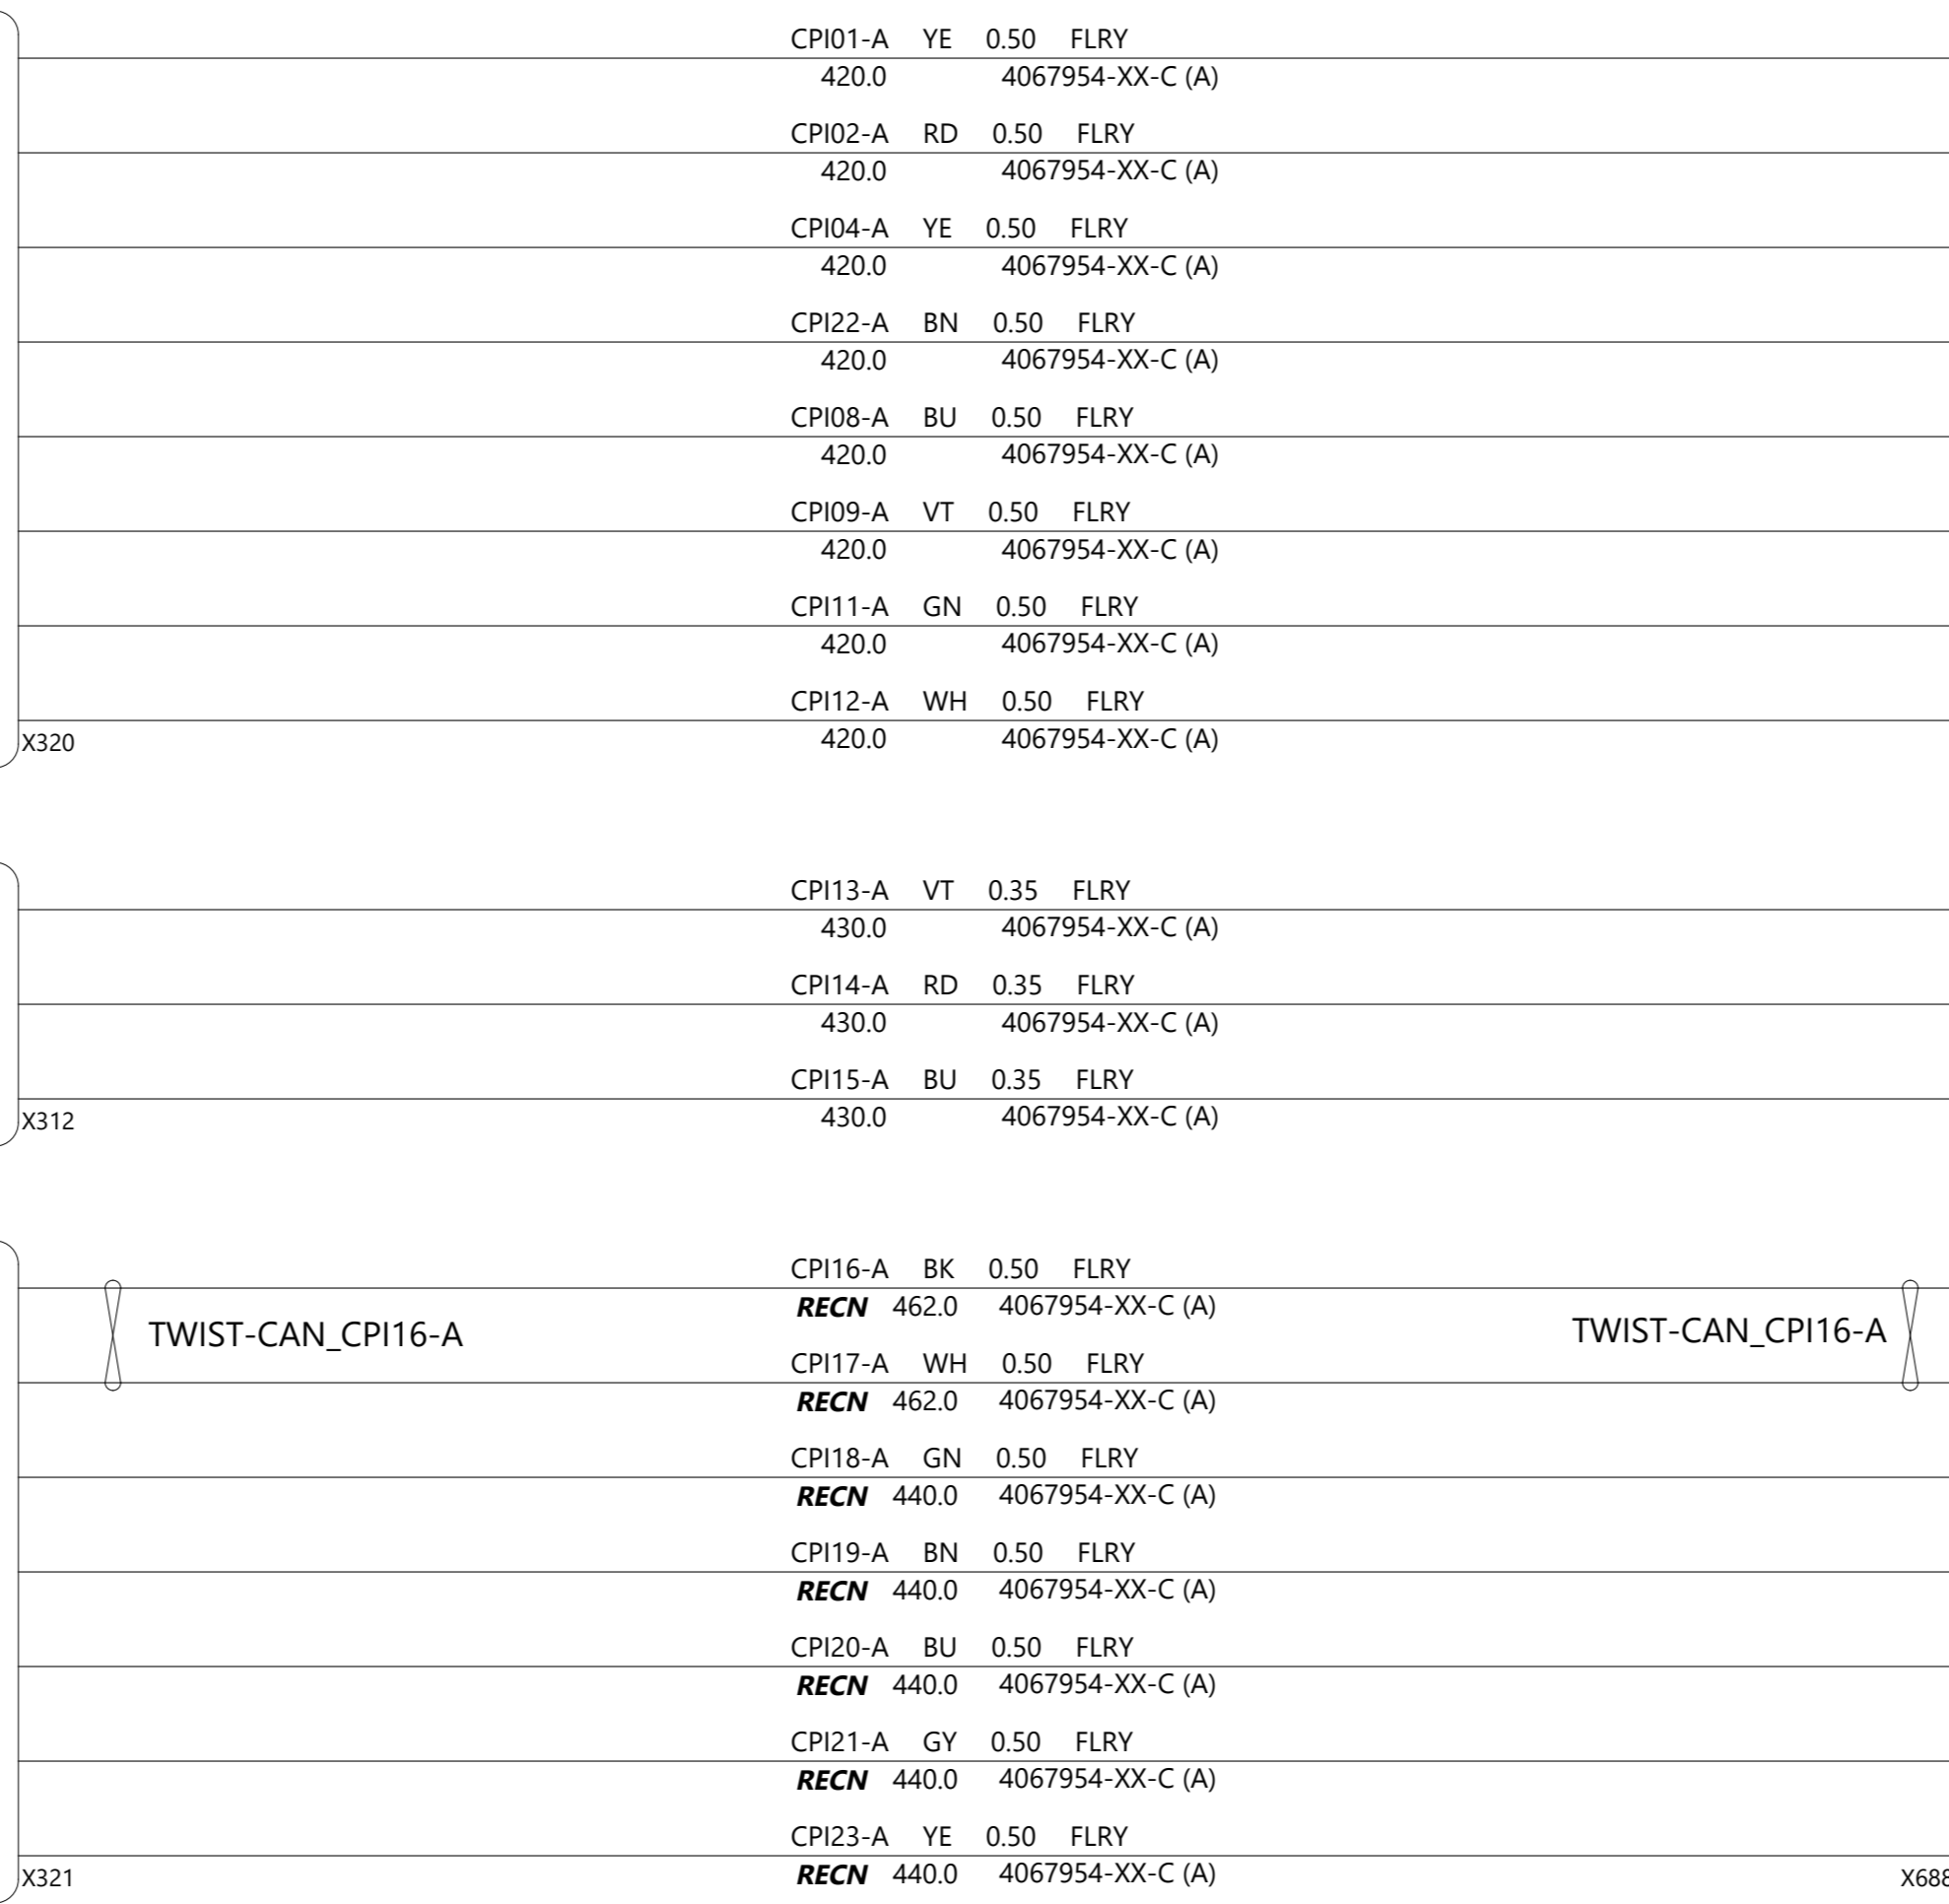 CPI01-A YE 0.50 FLRY
420.0 4067954-XX-C (A)
CPI02-A RD 0.50 FLRY
420.0 4067954-XX-C (A)
CPI04-A YE 0.50 FLRY
420.0 4067954-XX-C (A)
CPI22-A BN 0.50 FLRY
420.0 4067954-XX-C (A)
CPI08-A BU 0.50 FLRY
420.0 4067954-XX-C (A)
CPI09-A VT 0.50 FLRY
420.0 4067954-XX-C (A)
CPI11-A GN 0.50 FLRY
420.0 4067954-XX-C (A)
CPI12-A WH 0.50 FLRY
X320 420.0 4067954-XX-C (A)
CPI13-A VT 0.35 FLRY
430.0 4067954-XX-C (A)
CPI14-A RD 0.35 FLRY
430.0 4067954-XX-C (A)
CPI15-A BU 0.35 FLRY
X312 430.0 4067954-XX-C (A)
CPI16-A BK 0.50 FLRY
RECN 462.0 4067954-XX-C (A)
TWIST-CAN_CPI16-A TWIST-CAN_CPI16-A
CPI17-A WH 0.50 FLRY
RECN 462.0 4067954-XX-C (A)
CPI18-A GN 0.50 FLRY
RECN 440.0 4067954-XX-C (A)
CPI19-A BN 0.50 FLRY
RECN 440.0 4067954-XX-C (A)
CPI20-A BU 0.50 FLRY
RECN 440.0 4067954-XX-C (A)
CPI21-A GY 0.50 FLRY
RECN 440.0 4067954-XX-C (A)
CPI23-A YE 0.50 FLRY
X321 RECN 440.0 4067954-XX-C (A) X688